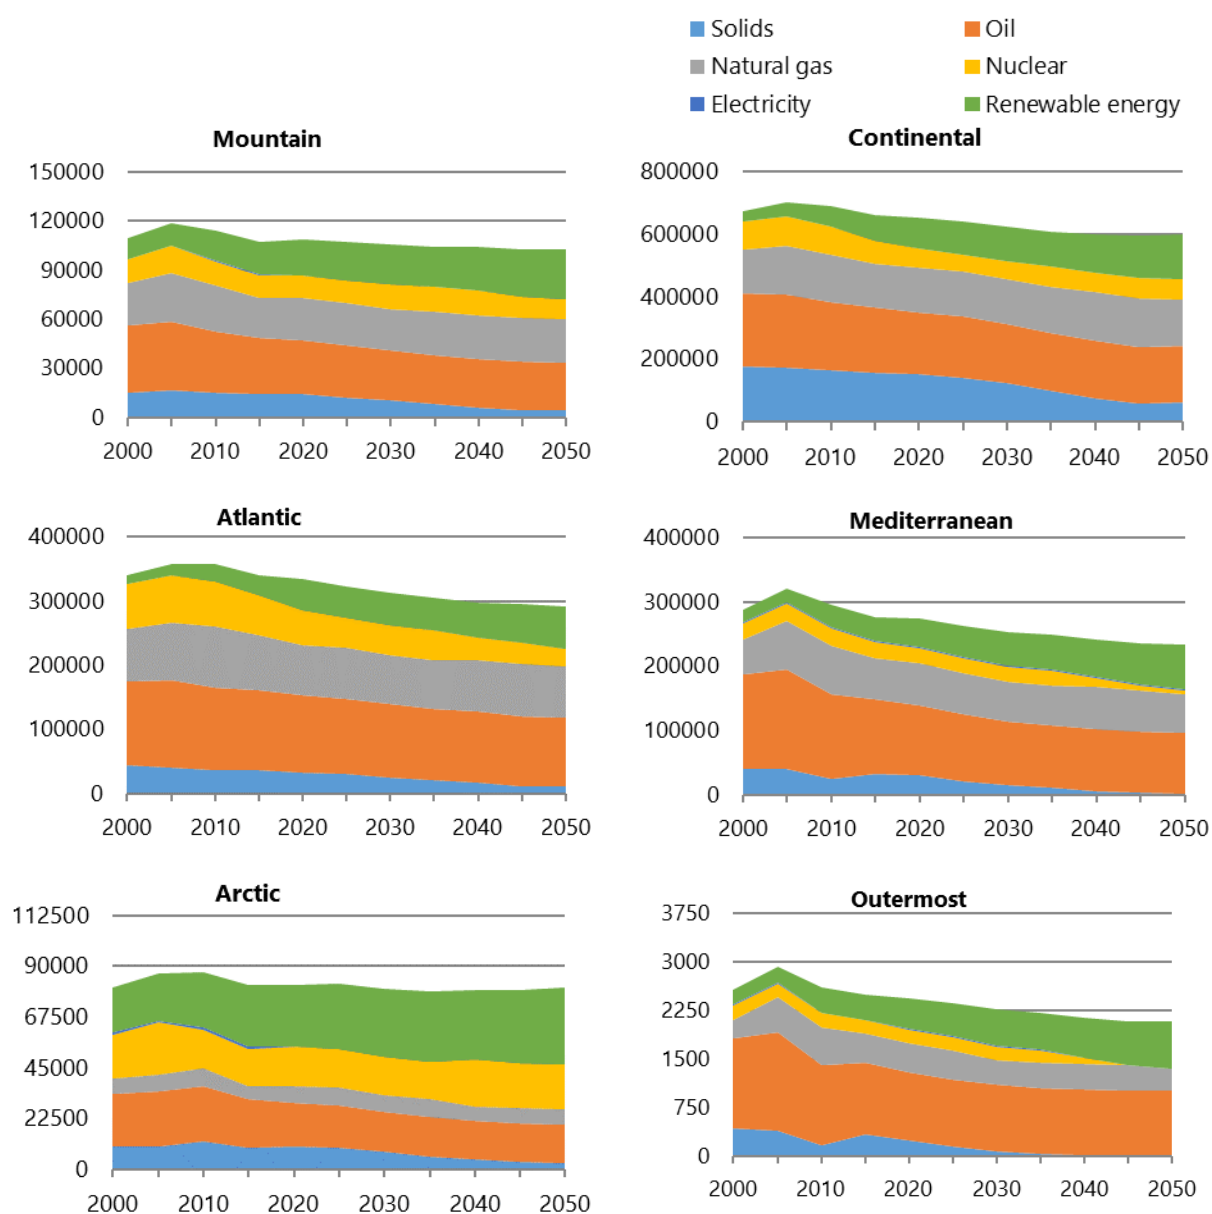 Solids Oil
Natural gas Nuclear
Electricity Renewable energy
Mountain
150000
120000
90000
60000
30000
0
2000 2010 2020 2030 2040 2050
Continental
800000
600000
400000
200000
0
2000 2010 2020 2030 2040 2050
Atlantic
400000
300000
200000
100000
0
2000 2010 2020 2030 2040 2050
Mediterranean
400000
300000
200000
100000
0
2000 2010 2020 2030 2040 2050
Arctic
112500
90000
67500
45000
22500
0
2000 2010 2020 2030 2040 2050
Outermost
3750
3000
2250
1500
750
0
2000 2010 2020 2030 2040 2050